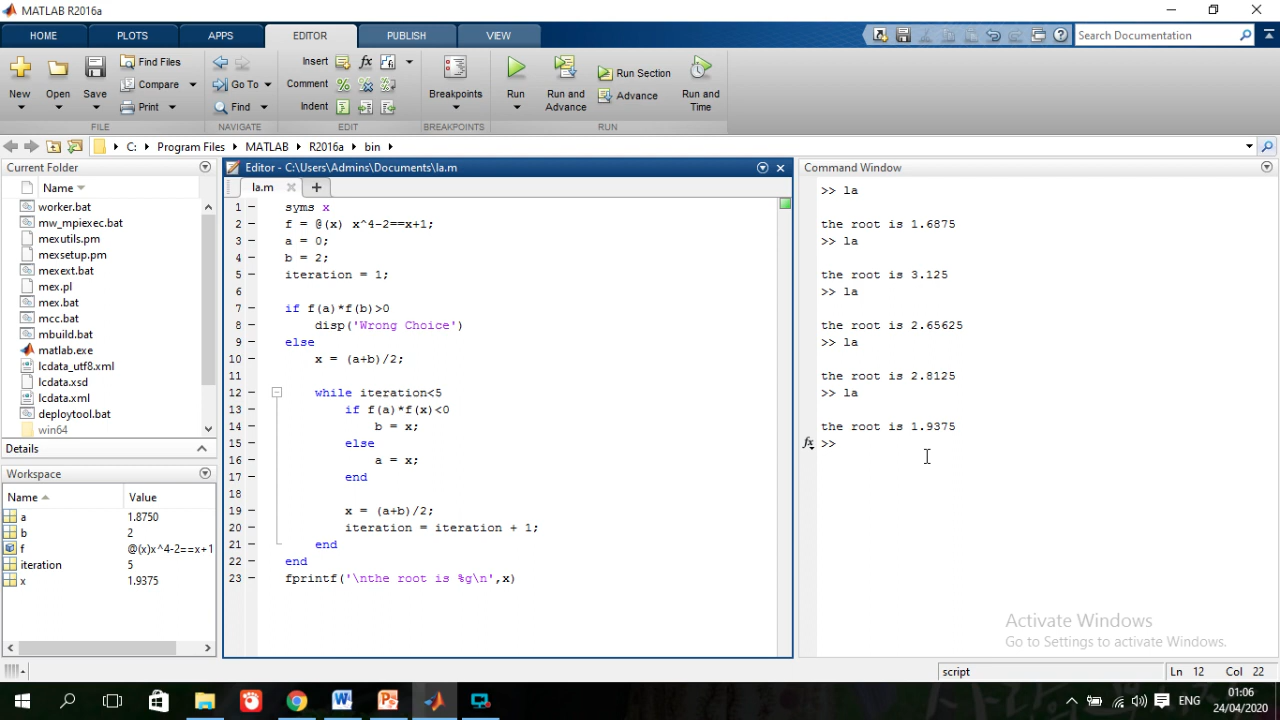 MATLAB R2016a
HOME PLOTS APPS EDITOR PUBLISH VIEW Search Documentation
New Open Save Find Files Compare Print
Go To Find
Insert fx Comment % Indent
Breakpoints
Run Run and Advance Run Section Advance Run and Time
FILE NAVIGATE EDIT BREAKPOINTS RUN
C: Program Files MATLAB R2016a bin
Current Folder
Name
worker.bat
mw_mpiexec.bat
mexutils.pm
mexsetup.pm
mexext.bat
mex.pl
mex.bat
mcc.bat
mbuild.bat
matlab.exe
lcdata_utf8.xml
lcdata.xsd
lcdata.xml
deploytool.bat
win64
Details
Workspace
Name Value
a 1.8750
b 2
f @(x)x^4-2==x+1
iteration 5
x 1.9375
Editor - C:\Users\Admins\Documents\la.m
la.m
1 syms x
2 f = @(x) x^4-2==x+1;
3 a = 0;
4 b = 2;
5 iteration = 1;
6
7 if f(a)*f(b)>0
8 disp('Wrong Choice')
9 else
10 x = (a+b)/2;
11
12 while iteration<5
13 if f(a)*f(x)<0
14 b = x;
15 else
16 a = x;
17 end
18
19 x = (a+b)/2;
20 iteration = iteration + 1;
21 end
22 end
23 fprintf('\nthe root is %g\n',x)
Command Window
>> la
the root is 1.6875
>> la
the root is 3.125
>> la
the root is 2.65625
>> la
the root is 2.8125
>> la
the root is 1.9375
fx >>
Activate Windows
Go to Settings to activate Windows.
script Ln 12 Col 22
ENG 01:06
24/04/2020